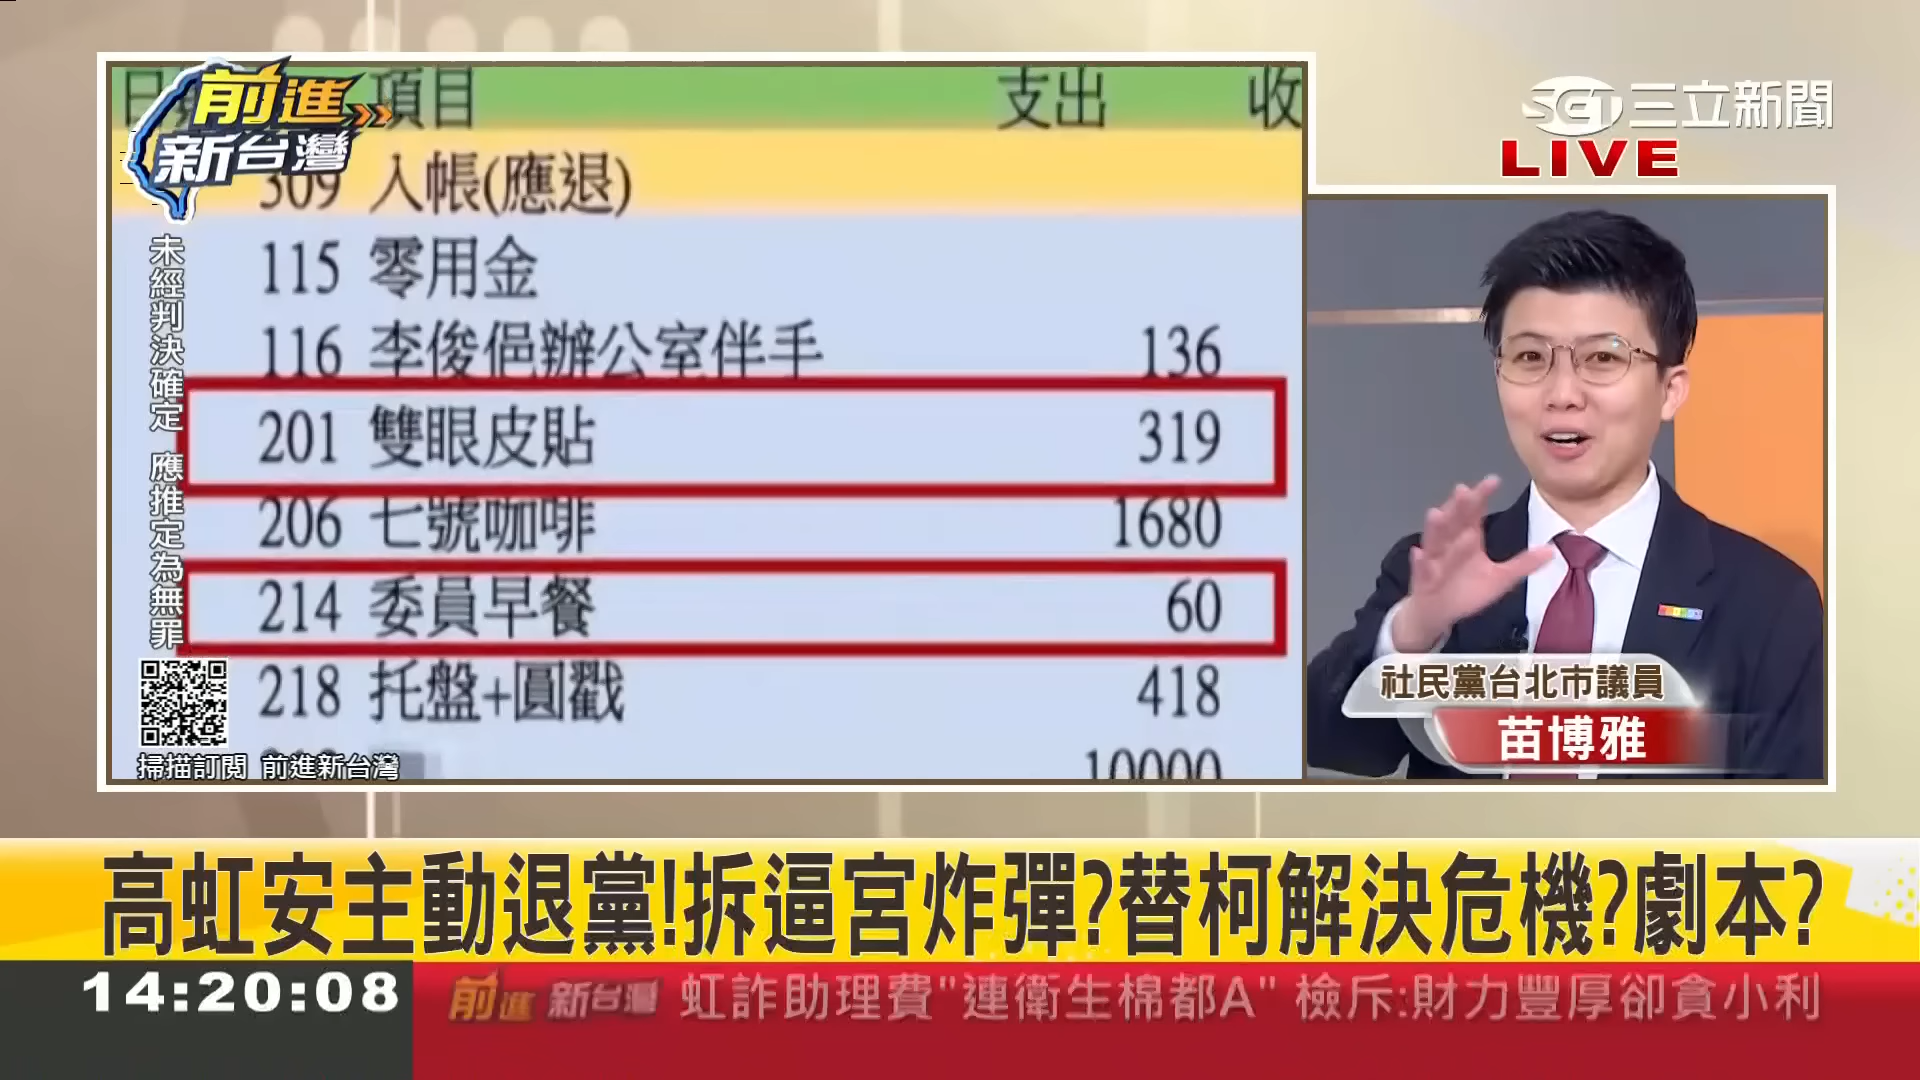 日期 項目 支出 收
前進
新台灣
309 入帳(應退)
115 零用金
116 李俊俋辦公室伴手 136
201 雙眼皮貼 319
206 七號咖啡 1680
214 委員早餐 60
218 托盤+圓戳 418
10000
未經判決確定 應推定為無罪
掃描訂閱 前進新台灣
SET三立新聞
LIVE
社民黨台北市議員
苗博雅
高虹安主動退黨!拆逼宮炸彈?替柯解決危機?劇本?
14:20:08
前進 新台灣 虹詐助理費"連衛生棉都A" 檢斥:財力豐厚卻貪小利